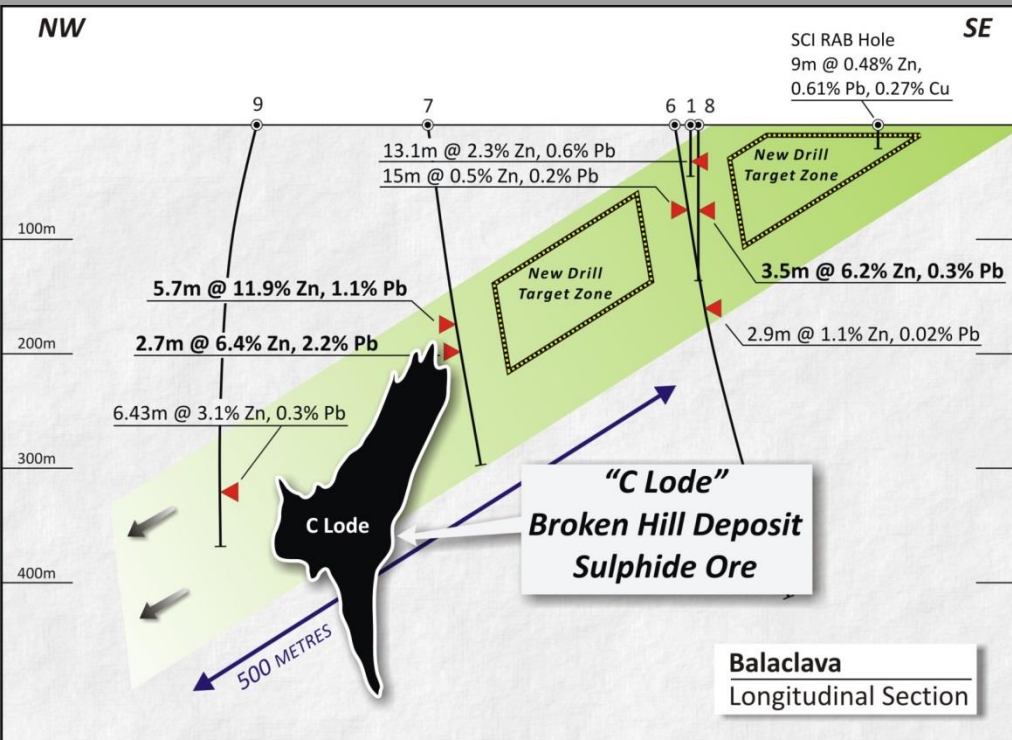 NW
SE
SCI RAB Hole
9m @ 0.48% Zn,
0.61% Pb, 0.27% Cu
9
7
6 1 8
13.1m @ 2.3% Zn, 0.6% Pb
15m @ 0.5% Zn, 0.2% Pb
New Drill
Target Zone
100m
New Drill
Target Zone
3.5m @ 6.2% Zn, 0.3% Pb
5.7m @ 11.9% Zn, 1.1% Pb
2.9m @ 1.1% Zn, 0.02% Pb
2.7m @ 6.4% Zn, 2.2% Pb
200m
6.43m @ 3.1% Zn, 0.3% Pb
300m
C Lode
"C Lode"
Broken Hill Deposit
Sulphide Ore
400m
500 METRES
Balaclava
Longitudinal Section